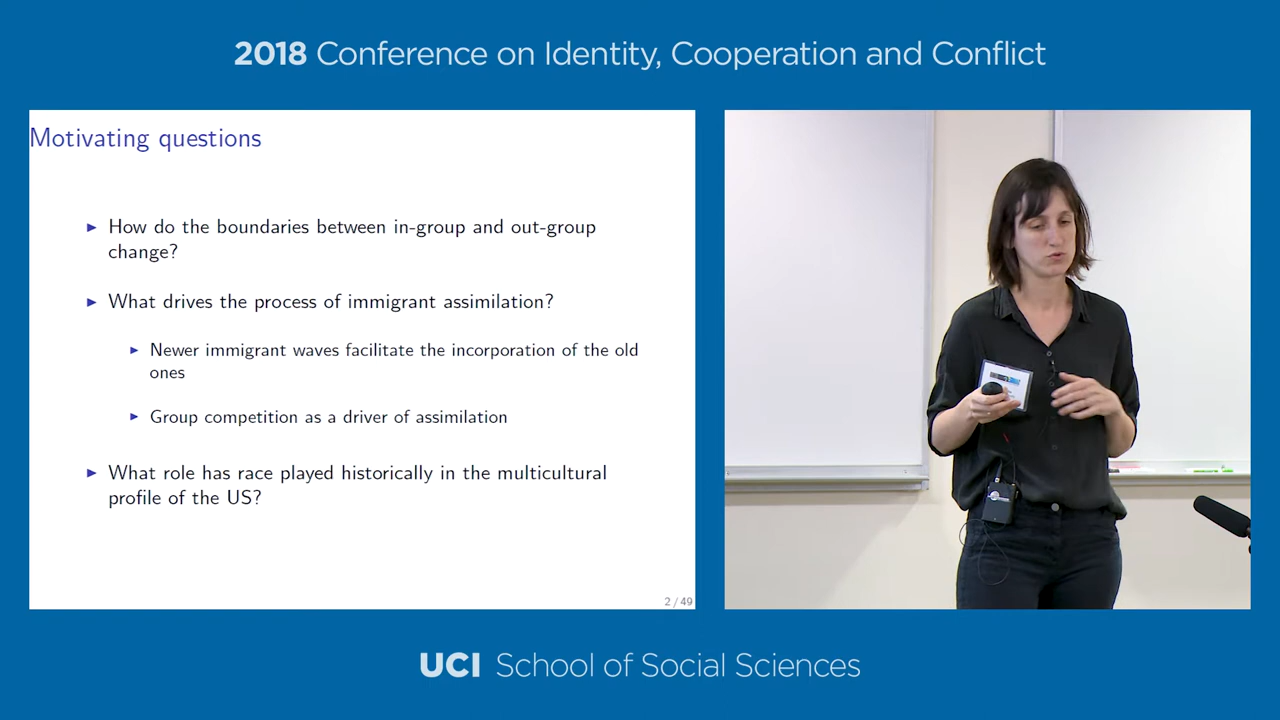 2018 Conference on Identity, Cooperation and Conflict
Motivating questions
► How do the boundaries between in-group and out-group
change?
► What drives the process of immigrant assimilation?
► Newer immigrant waves facilitate the incorporation of the old
ones
► Group competition as a driver of assimilation
► What role has race played historically in the multicultural
profile of the US?
2 / 49
UCI School of Social Sciences